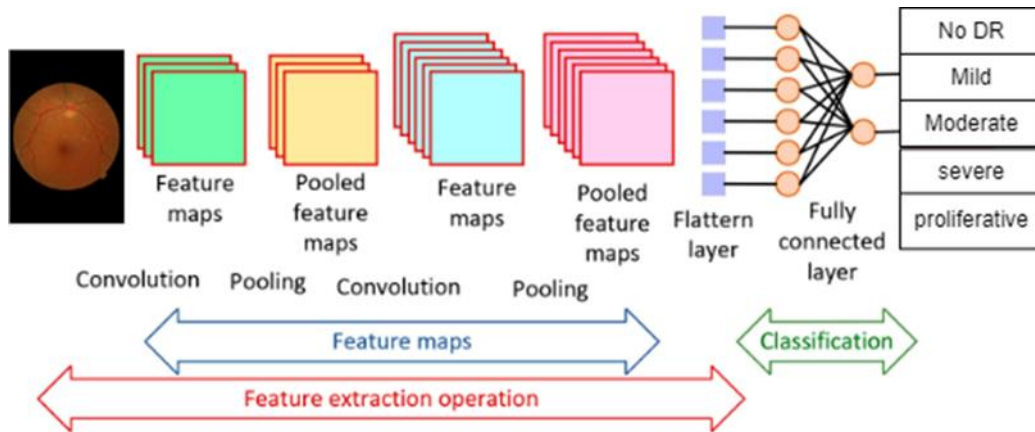 No DR
Mild
Moderate
severe
proliferative
Feature
maps
Pooled
feature
maps
Feature
maps
Pooled
feature
maps
Flattern
layer
Fully
connected
layer
Convolution
Pooling
Convolution
Pooling
Feature maps
Classification
Feature extraction operation